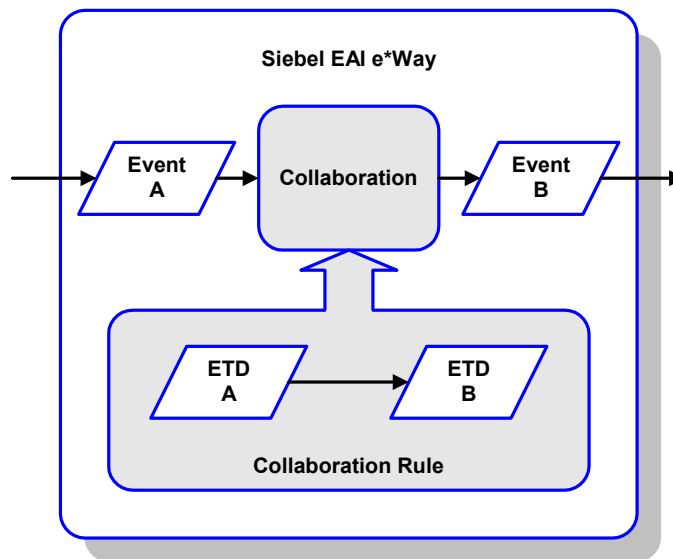 Siebel EAI e*Way
Event
A
Collaboration
Event
B
ETD
A
ETD
B
Collaboration Rule